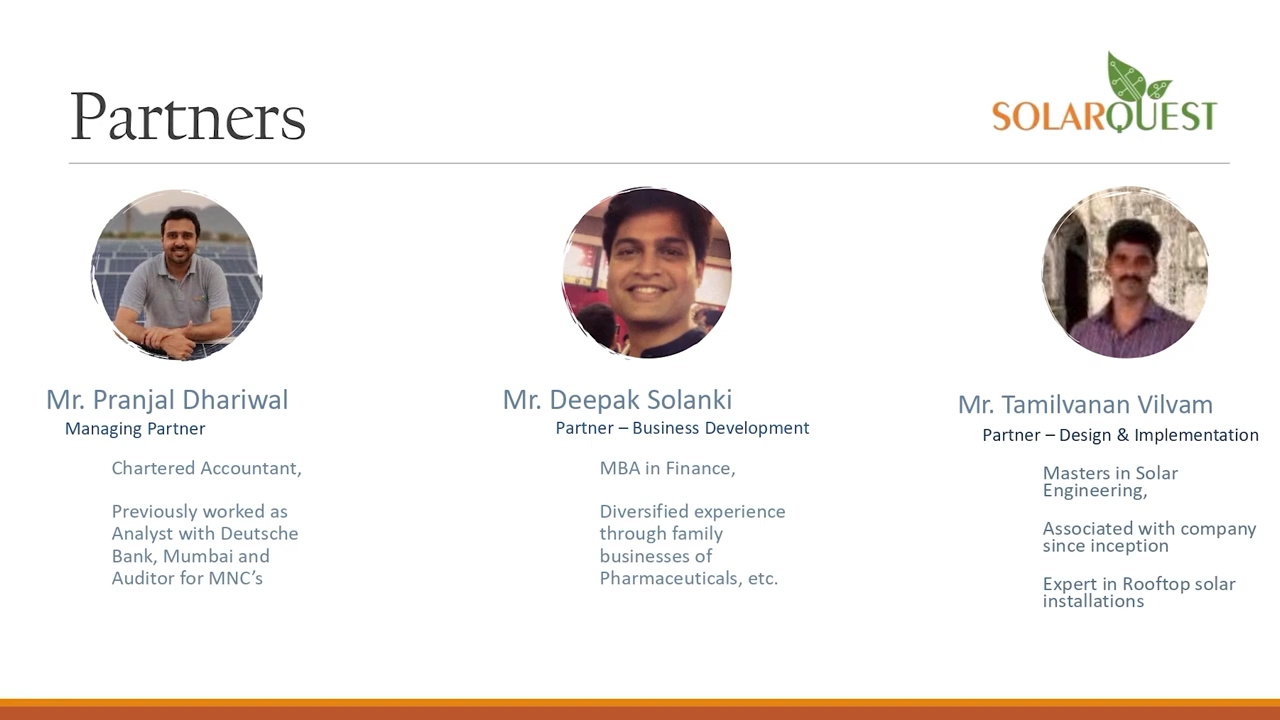 Partners
SOLARQUEST
Mr. Pranjal Dhariwal
Managing Partner
Chartered Accountant,
Previously worked as
Analyst with Deutsche
Bank, Mumbai and
Auditor for MNC’s
Mr. Deepak Solanki
Partner – Business Development
MBA in Finance,
Diversified experience
through family
businesses of
Pharmaceuticals, etc.
Mr. Tamilvanan Vilvam
Partner – Design & Implementation
Masters in Solar
Engineering,
Associated with company
since inception
Expert in Rooftop solar
installations